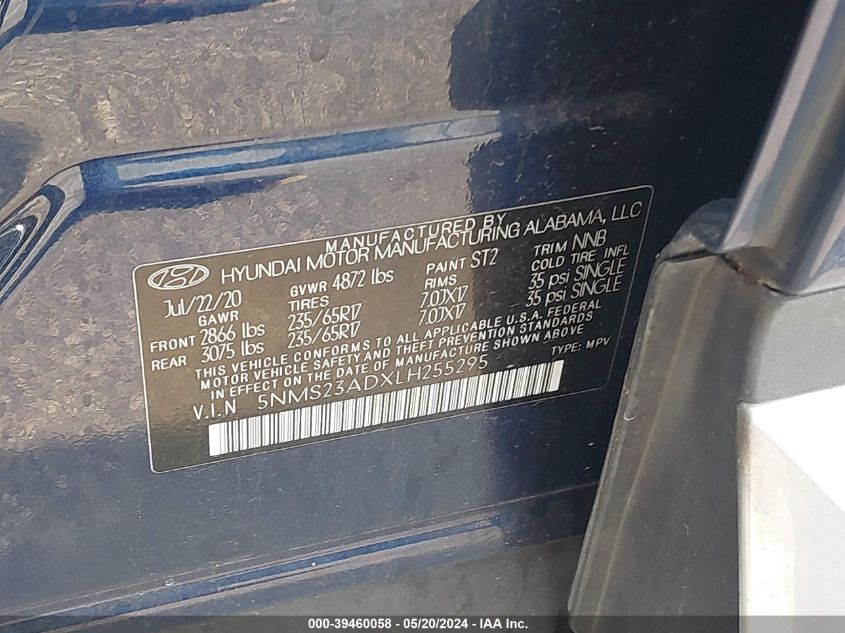 MANUFACTURED BY
HYUNDAI MOTOR MANUFACTURING ALABAMA, LLC
Jul/22/20 GVWR 4872 lbs PAINT ST2 TRIM NNB
GAWR TIRES RIMS COLD TIRE INFL
FRONT 2866 lbs 235/65R17 7.0JX17 35 psi SINGLE
REAR 3075 lbs 235/65R17 7.0JX17 35 psi SINGLE
THIS VEHICLE CONFORMS TO ALL APPLICABLE U.S.A. FEDERAL
MOTOR VEHICLE SAFETY AND THEFT PREVENTION STANDARDS
IN EFFECT ON THE DATE OF MANUFACTURE SHOWN ABOVE
V.I.N 5NMS23ADXLH255295 TYPE: MPV
000-39460058 - 05/20/2024 - IAA Inc.